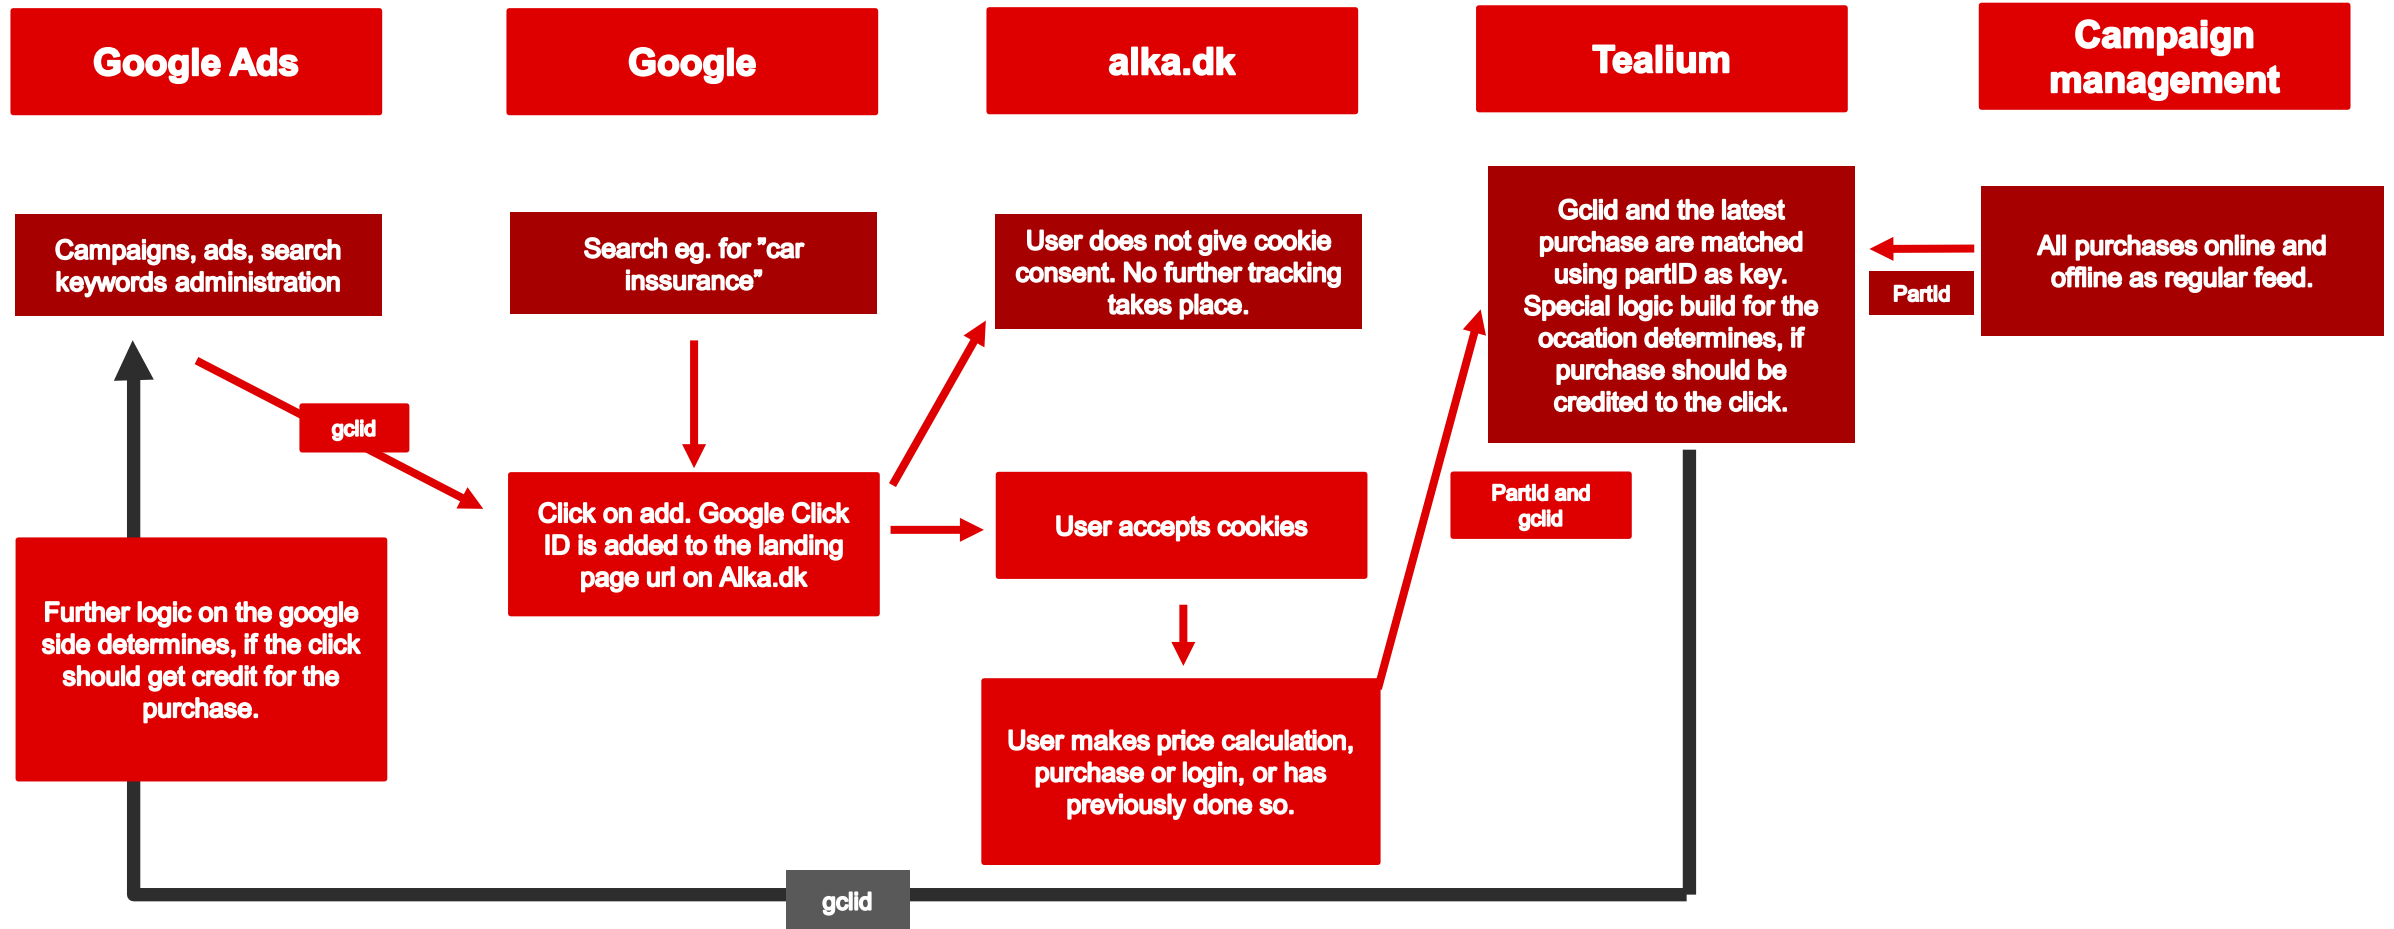 Google Ads
Google
alka.dk
Tealium
Campaign
management
Campaigns, ads, search
keywords administration
Search eg. for ”car
inssurance”
User does not give cookie
consent. No further tracking
takes place.
Gclid and the latest
purchase are matched
using partID as key.
Special logic build for the
occation determines, if
purchase should be
credited to the click.
PartId
All purchases online and
offline as regular feed.
gclid
Click on add. Google Click
ID is added to the landing
page url on Alka.dk
User accepts cookies
PartId and
gclid
Further logic on the google
side determines, if the click
should get credit for the
purchase.
User makes price calculation,
purchase or login, or has
previously done so.
gclid